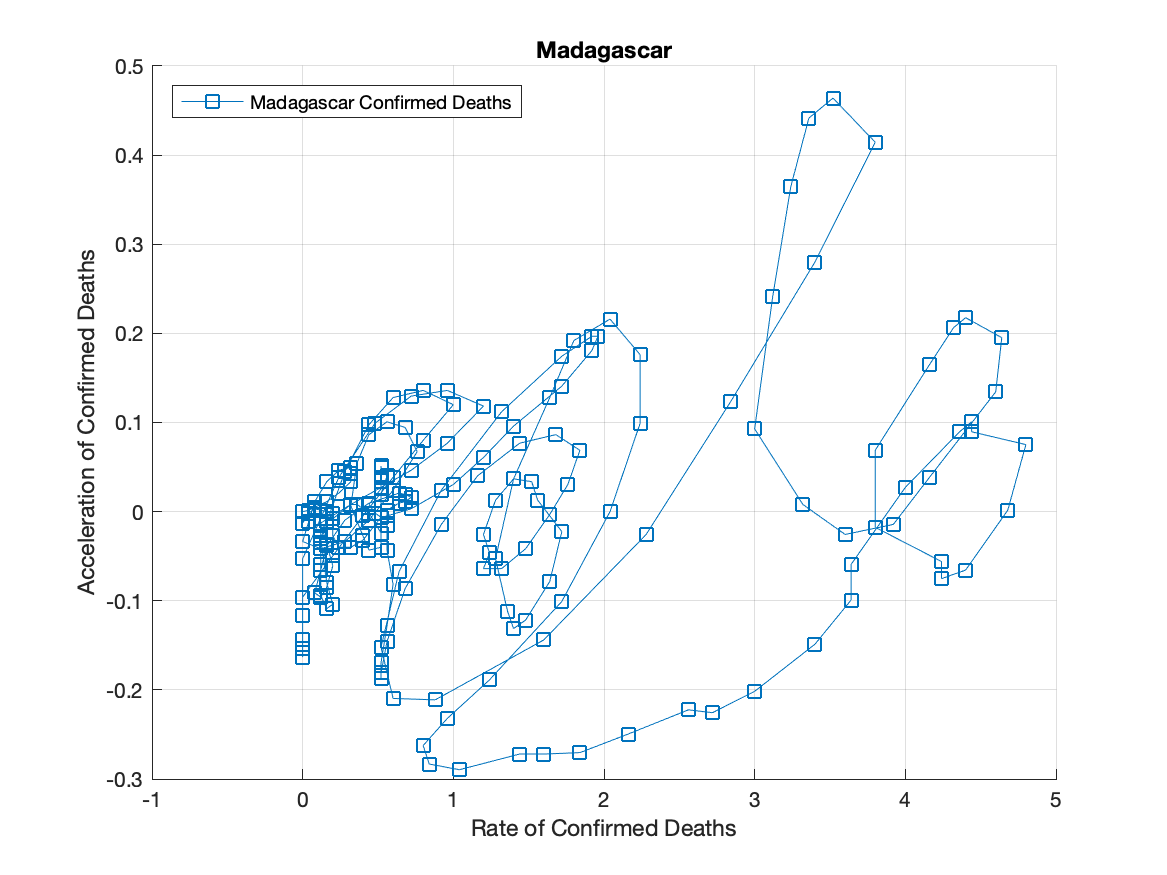 Madagascar
Madagascar Confirmed Deaths
0.5
0.4
0.3
0.2
0.1
0
-0.1
-0.2
-0.3
Acceleration of Confirmed Deaths
-1 0 1 2 3 4 5
Rate of Confirmed Deaths